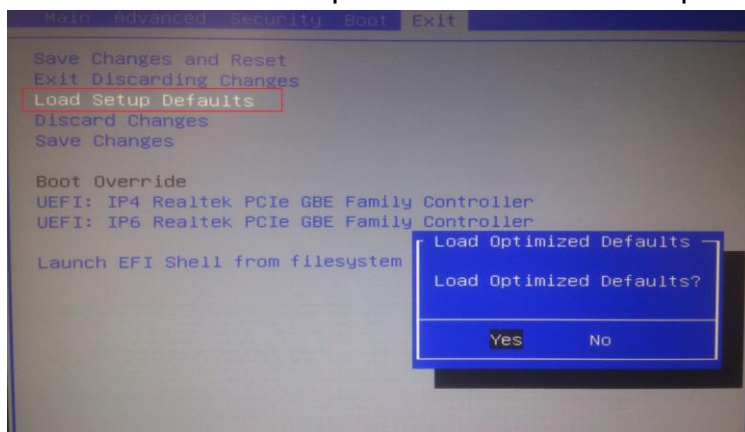 Main Advanced Security Boot Exit
Save Changes and Reset
Exit Discarding Changes
Load Setup Defaults
Discard Changes
Save Changes
Boot Override
UEFI: IP4 Realtek PCIe GBE Family Controller
UEFI: IP6 Realtek PCIe GBE Family Controller
Launch EFI Shell from filesystem
Load Optimized Defaults
Load Optimized Defaults?
Yes No